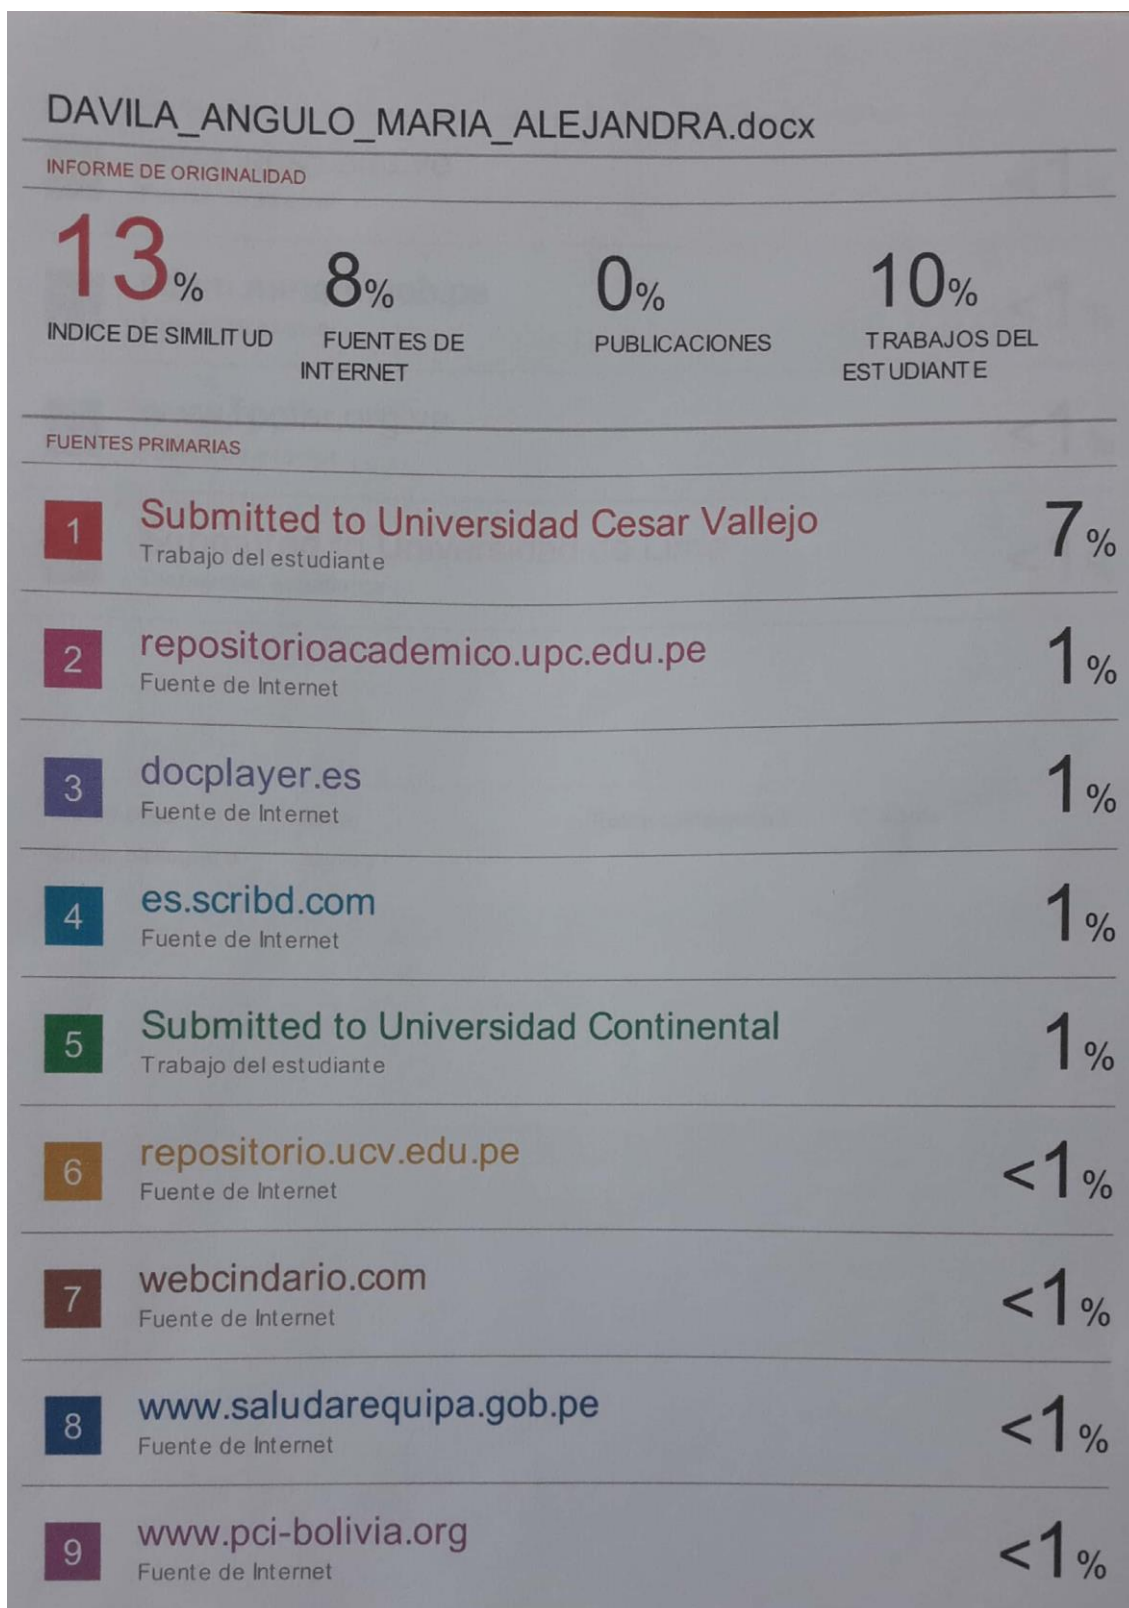 DAVILA_ANGULO_MARIA_ALEJANDRA.docx
INFORME DE ORIGINALIDAD
13%
INDICE DE SIMILITUD
8%
FUENTES DE
INTERNET
0%
PUBLICACIONES
10%
TRABAJOS DEL
ESTUDIANTE
FUENTES PRIMARIAS
1 Submitted to Universidad Cesar Vallejo 7%
Trabajo del estudiante
2 repositorioacademico.upc.edu.pe 1%
Fuente de Internet
3 docplayer.es 1%
Fuente de Internet
4 es.scribd.com 1%
Fuente de Internet
5 Submitted to Universidad Continental 1%
Trabajo del estudiante
6 repositorio.ucv.edu.pe <1%
Fuente de Internet
7 webcindario.com <1%
Fuente de Internet
8 www.saludarequipa.gob.pe <1%
Fuente de Internet
9 www.pci-bolivia.org <1%
Fuente de Internet